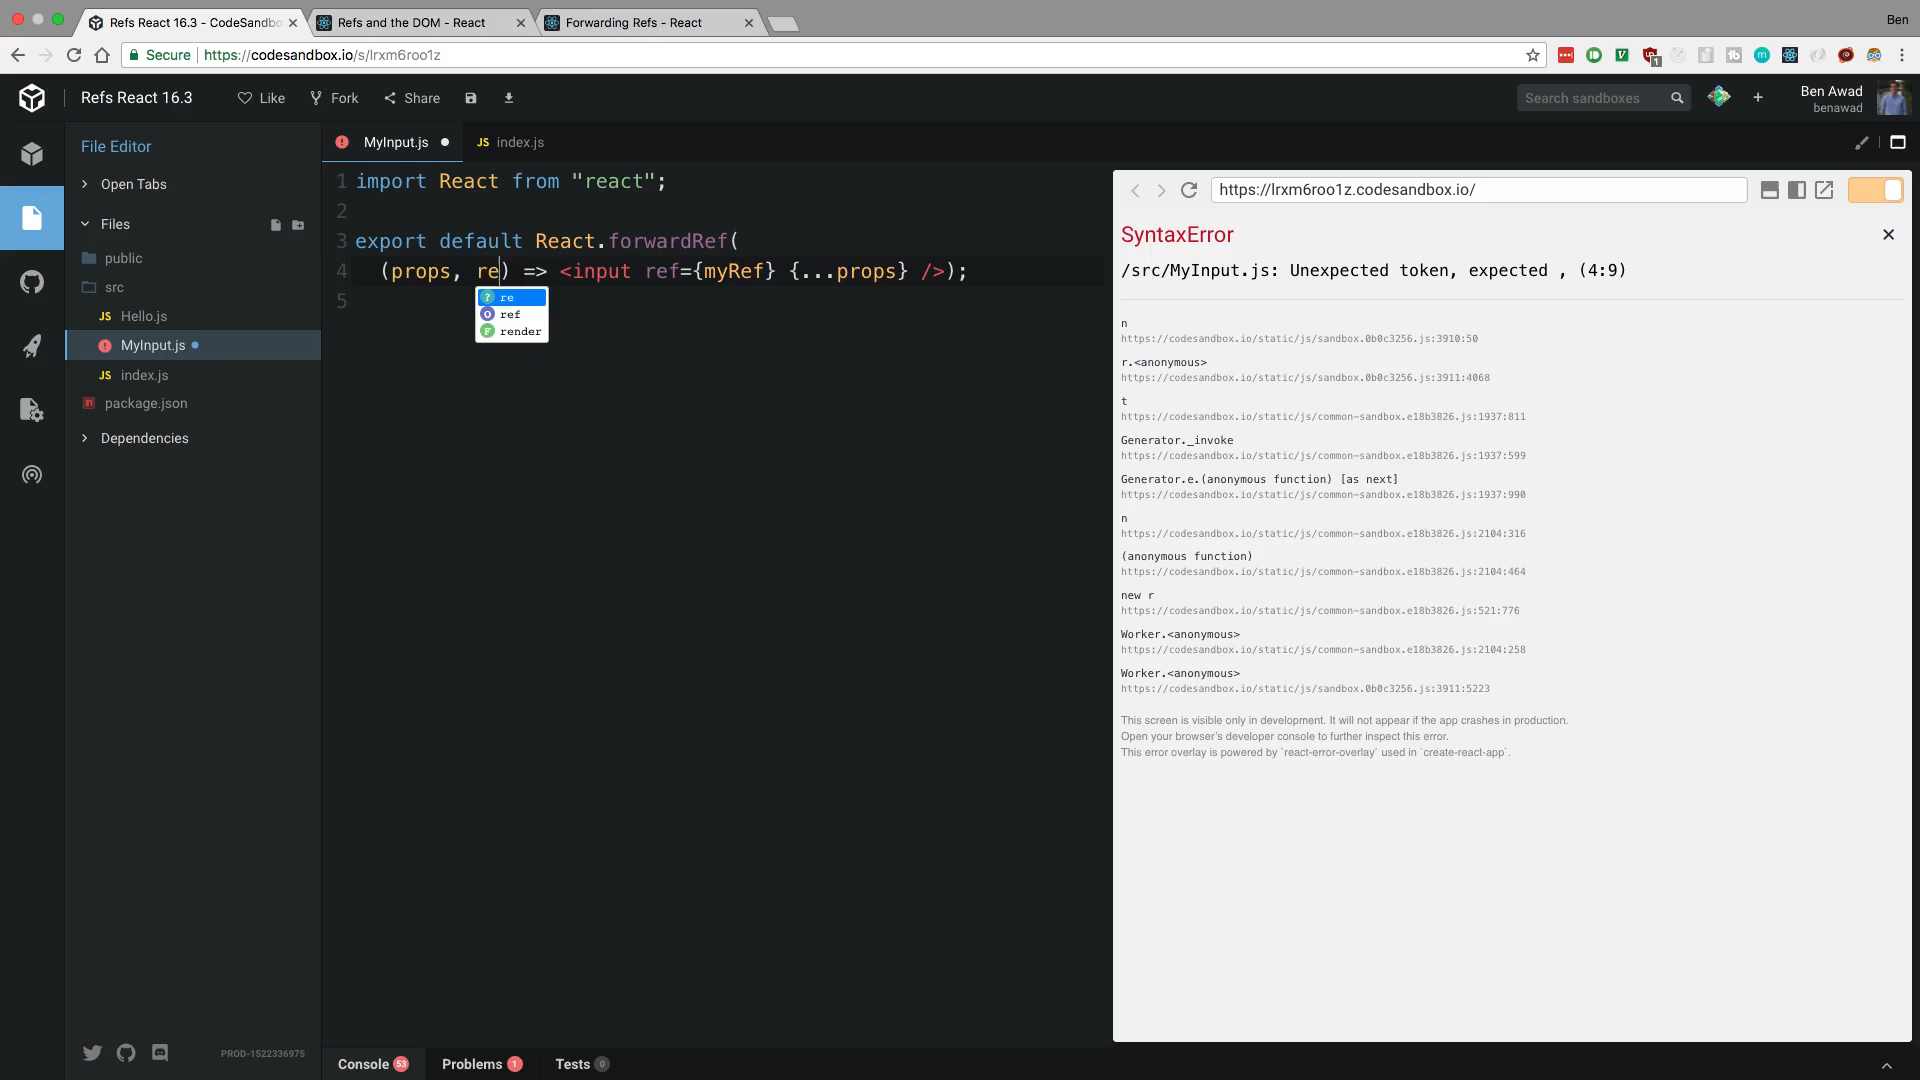 Refs React 16.3 - CodeSandbo
Refs and the DOM - React
Forwarding Refs - React
Ben
Secure
https://codesandbox.io/s/lrxm6roo1z
Refs React 16.3
Like
Fork
Share
Search sandboxes
Ben Awad
benawad
File Editor
Open Tabs
Files
public
src
JS Hello.js
MyInput.js
JS index.js
package.json
Dependencies
PROD-1522336975
MyInput.js
JS index.js
1 import React from "react";
2
3 export default React.forwardRef(
4 (props, re) => <input ref={myRef} {...props} />);
5
? re
O ref
F render
https://lrxm6roo1z.codesandbox.io/
SyntaxError
/src/MyInput.js: Unexpected token, expected , (4:9)
n
https://codesandbox.io/static/js/sandbox.0b0c3256.js:3910:50
r.<anonymous>
https://codesandbox.io/static/js/sandbox.0b0c3256.js:3911:4068
t
https://codesandbox.io/static/js/common-sandbox.e18b3826.js:1937:811
Generator._invoke
https://codesandbox.io/static/js/common-sandbox.e18b3826.js:1937:599
Generator.e.(anonymous function) [as next]
https://codesandbox.io/static/js/common-sandbox.e18b3826.js:1937:990
n
https://codesandbox.io/static/js/common-sandbox.e18b3826.js:2104:316
(anonymous function)
https://codesandbox.io/static/js/common-sandbox.e18b3826.js:2104:464
new r
https://codesandbox.io/static/js/common-sandbox.e18b3826.js:521:776
Worker.<anonymous>
https://codesandbox.io/static/js/common-sandbox.e18b3826.js:2104:258
Worker.<anonymous>
https://codesandbox.io/static/js/sandbox.0b0c3256.js:3911:5223
This screen is visible only in development. It will not appear if the app crashes in production.
Open your browser's developer console to further inspect this error.
This error overlay is powered by `react-error-overlay` used in `create-react-app`.
Console 53
Problems 1
Tests 0